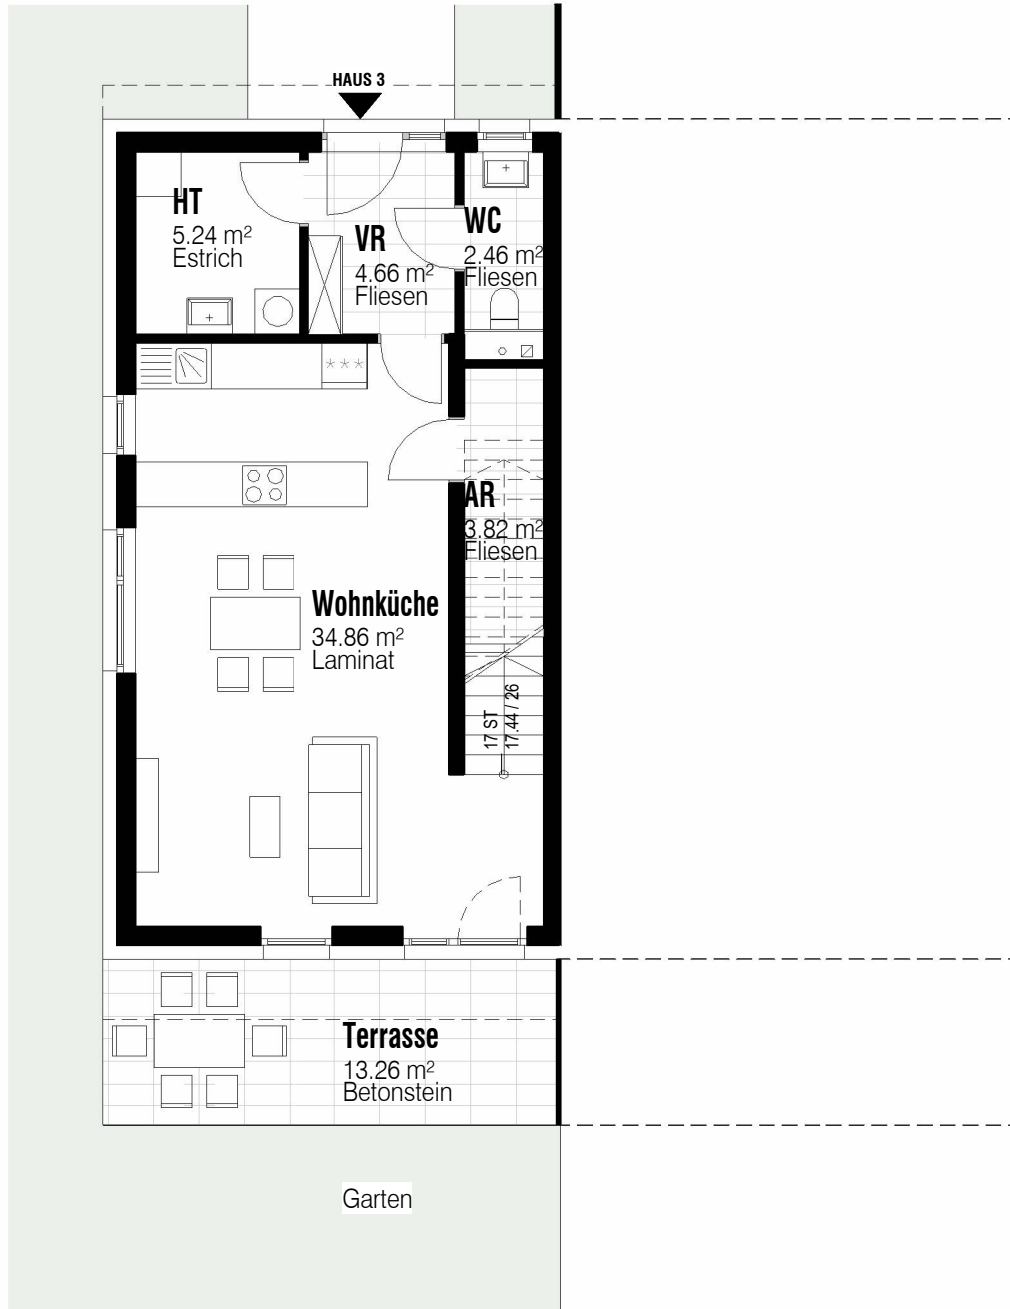 HAUS 3
HT
5.24 m²
Estrich
VR
4.66 m²
Fliesen
WC
2.46 m²
Fliesen
***
AR
3.82 m²
Fliesen
Wohnküche
34.86 m²
Laminat
17 ST
17.44 / 26
Terrasse
13.26 m²
Betonstein
Garten